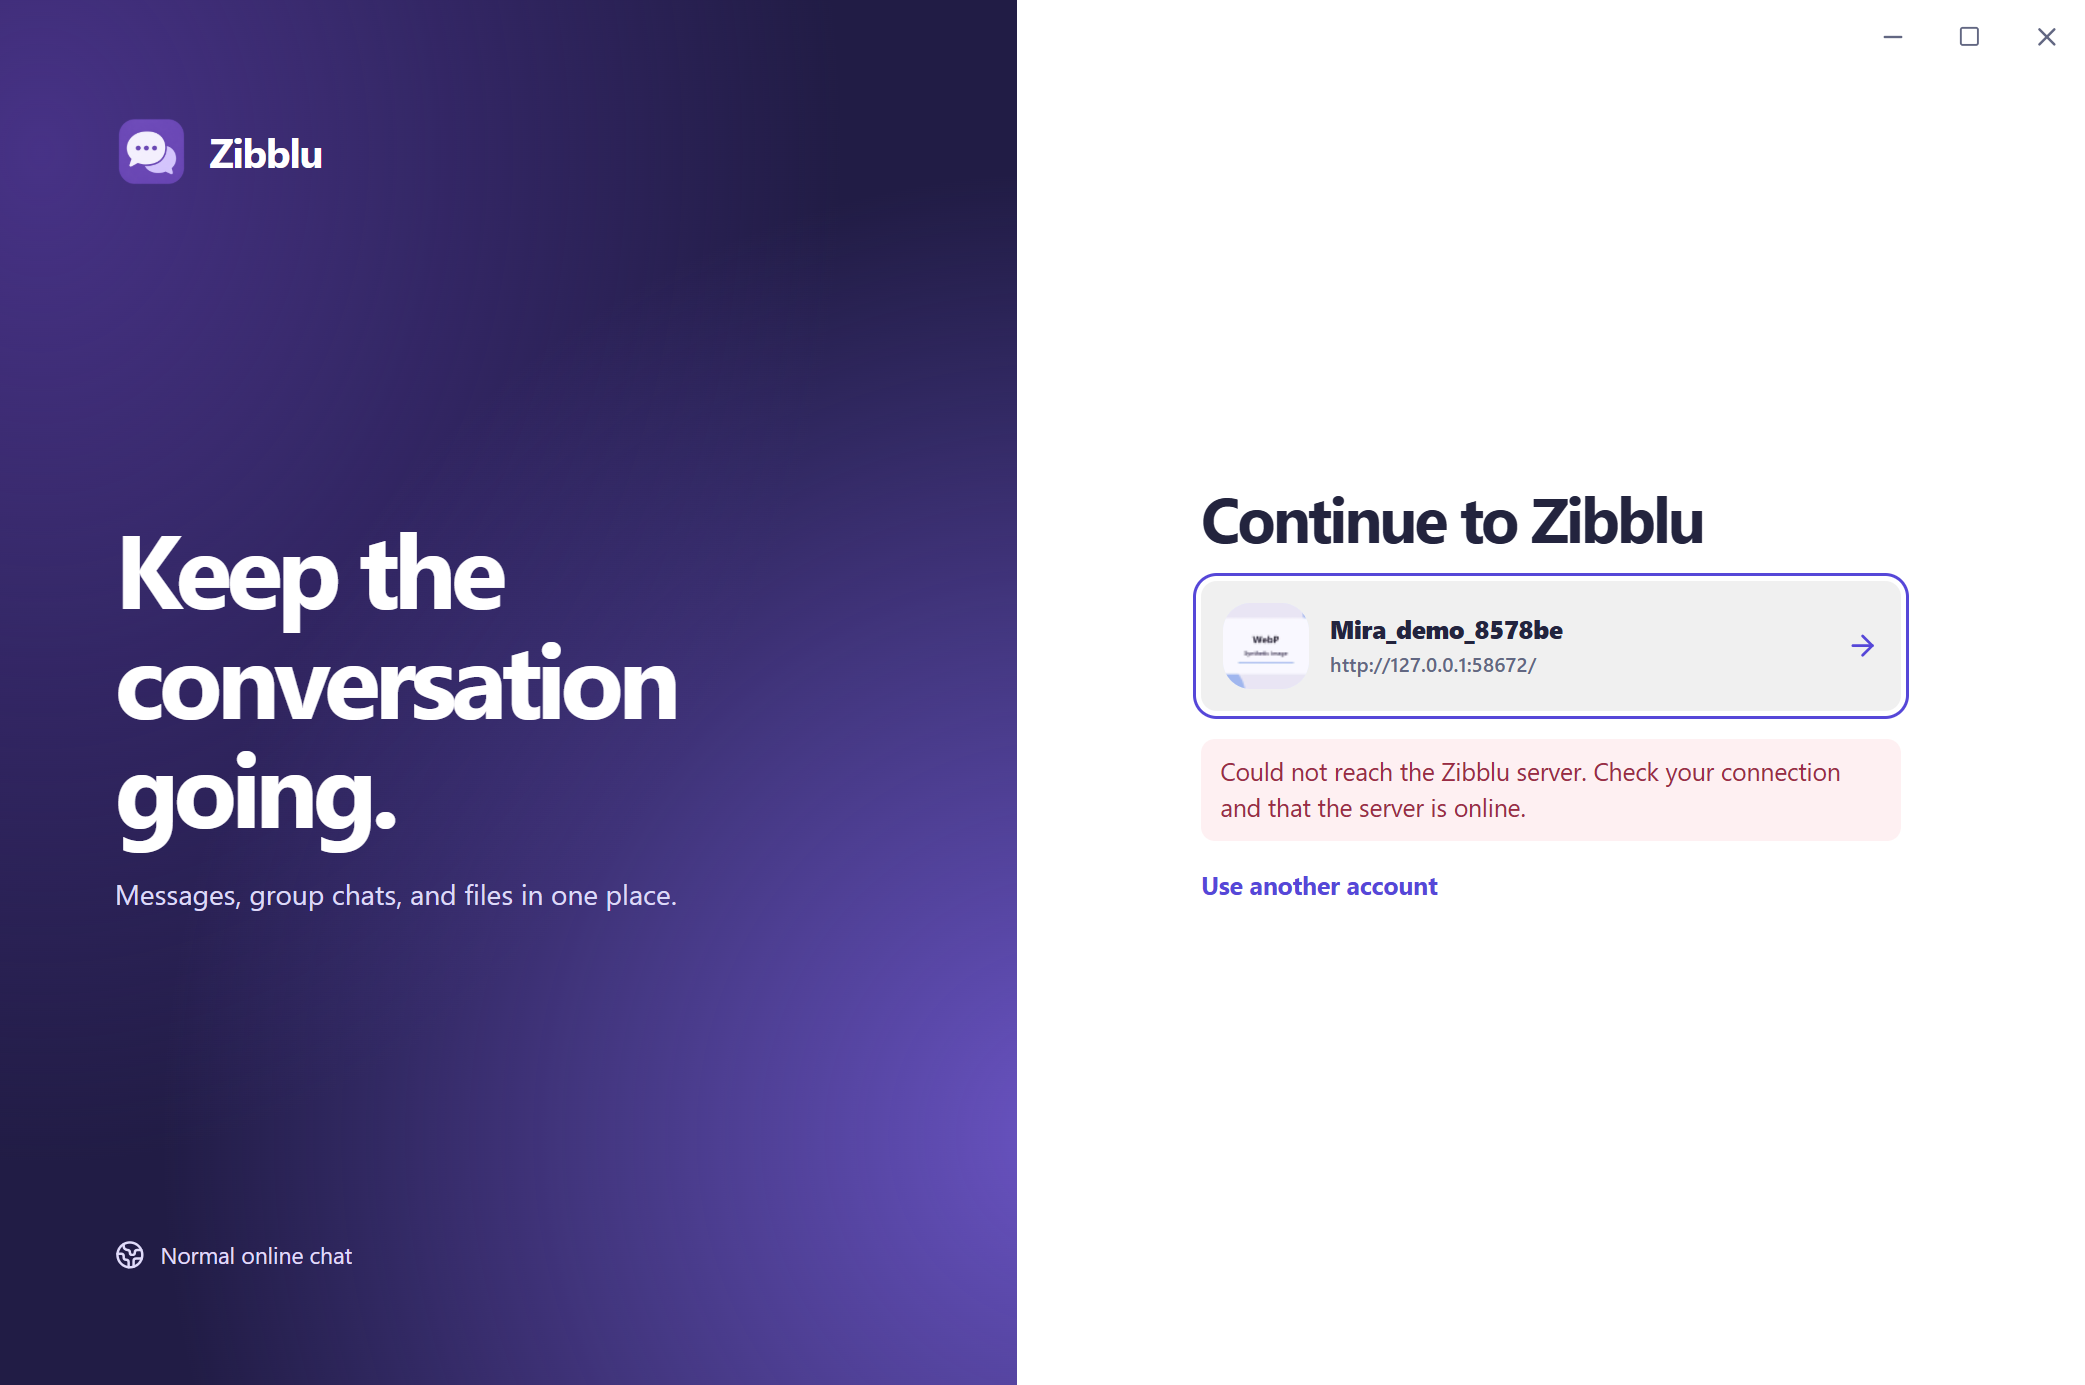 Zibblu
Keep the
conversation
going.
Messages, group chats, and files in one place.
Normal online chat
Continue to Zibblu
WebP
Synthetic image
Mira_demo_8578be
http://127.0.0.1:58672/
Could not reach the Zibblu server. Check your connection
and that the server is online.
Use another account